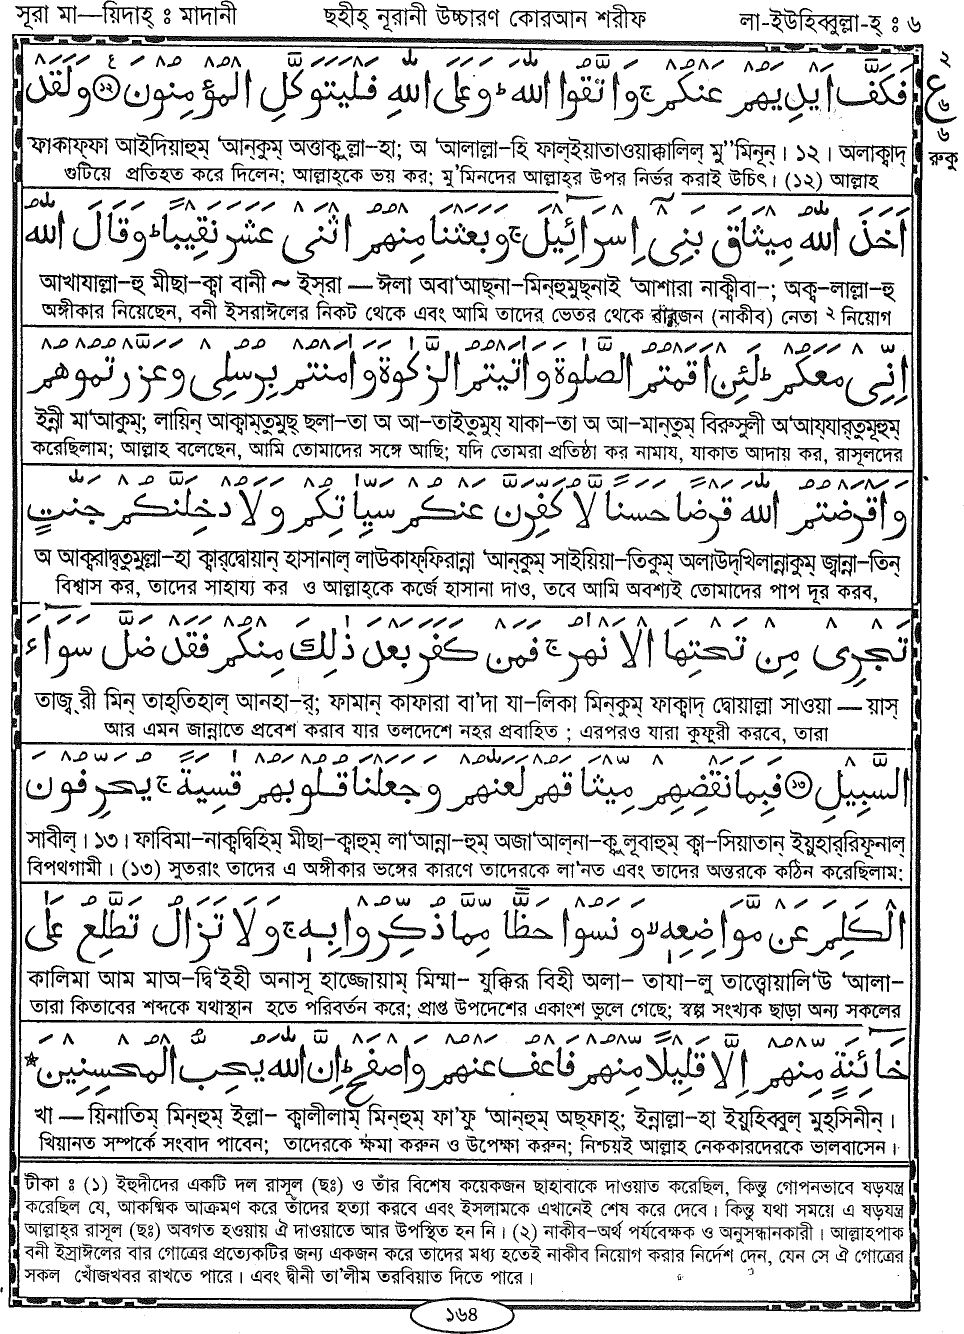 সূরা মা—য়িদাহ্ ঃ মাদানী ছহীহ্ নূরানী উচ্চারণ কোরআন শরীফ লা-ইউহিব্বুল্লা-হ্ ঃ ৬
فَكَفَّ اَيْدِيَهُمْ عَنْكُمْ ۚ وَاتَّقُوا اللّٰهَ ؕ وَعَلَى اللّٰهِ فَلْيَتَوَكَّلِ الْمُؤْمِنُوْنَ ﴿۱۲﴾ وَلَقَدْ
২
ع
৬
৬
রুকু
ফাকাফ্ফা আইদিয়াহুম্ ‘আন্‌কুম্ অত্তাক্বুল্লা–হা; অ ‘আলাল্লা–হি ফাল্ইয়াতাওয়াক্কালিল্ মু’’মিনূন্। ১২। অলাক্বাদ্
গুটিয়ে প্রতিহত করে দিলেন; আল্লাহ্‌কে ভয় কর; মু’মিনদের আল্লাহ্‌র উপর নির্ভর করাই উচিৎ। (১২) আল্লাহ
اَخَذَ اللّٰهُ مِيْثَاقَ بَنِيْٓ اِسْرَآئِيْلَ ۚ وَبَعَثْنَا مِنْهُمُ اثْنَيْ عَشَرَ نَقِيْبًا ؕ وَقَالَ اللّٰهُ
আখাযাল্লা–হু মীছা–ক্বা বানী ~ ইস্‌রা — ঈলা অবা‘আছ্‌না–মিন্‌হুমুছ্‌নাই ‘আশারা নাক্বীবা–; অক্ব–লাল্লা–হু
অঙ্গীকার নিয়েছেন, বনী ইসরাঈলের নিকট থেকে এবং আমি তাদের ভেতর থেকে বারজন (নাকীব) নেতা ২ নিয়োগ
اِنِّيْ مَعَكُمْ ؕ لَئِنْ اَقَمْتُمُ الصَّلٰوةَ وَاٰتَيْتُمُ الزَّكٰوةَ وَاٰمَنْتُمْ بِرُسُلِيْ وَعَزَّرْتُمُوْهُمْ
ইন্নী মা‘আকুম্; লায়িন্ আক্বাম্‌তুমুছ্ ছলা–তা অ আ–তাইতুমুয্ যাকা–তা অ আ–মান্‌তুম্ বিরুসুলী অ‘আয্‌যার্‌তুমূহুম্
করেছিলাম; আল্লাহ বলেছেন, আমি তোমাদের সঙ্গে আছি; যদি তোমরা প্রতিষ্ঠা কর নামায, যাকাত আদায় কর, রাসূলদের
وَاَقْرَضْتُمُ اللّٰهَ قَرْضًا حَسَنًا لَّاُكَفِّرَنَّ عَنْكُمْ سَيِّاٰتِكُمْ وَلَاُدْخِلَنَّكُمْ جَنّٰتٍ
অ আক্বরাদ্ব্‌তুমুল্লা–হা ক্বার্‌দ্বোয়ান্ হাসানাল্ লাউকাফ্‌ফিরান্না ‘আন্‌কুম্ সাইয়িয়া–তিকুম্ অলাউদ্‌খিলান্নাকুম্ জ্বান্না–তিন্
বিশ্বাস কর, তাদের সাহায্য কর ও আল্লাহকে কর্জে হাসানা দাও, তবে আমি অবশ্যই তোমাদের পাপ দূর করব,
تَجْرِيْ مِنْ تَحْتِهَا الْاَنْهٰرُ ۚ فَمَنْ كَفَرَ بَعْدَ ذٰلِكَ مِنْكُمْ فَقَدْ ضَلَّ سَوَآءَ
তাজ্ব্‌রী মিন্ তাহ্‌তিহাল্ আনহা–র্; ফামান্ কাফারা বা’দা যা–লিকা মিন্‌কুম্ ফাক্বাদ্ দ্বোয়াল্লা সাওয়া — য়াস্
আর এমন জান্নাতে প্রবেশ করাব যার তলদেশে নহর প্রবাহিত ; এরপরও যারা কুফুরী করবে, তারা
السَّبِيْلِ ﴿۱۳﴾ فَبِمَا نَقْضِهِمْ مِّيْثَاقَهُمْ لَعَنّٰهُمْ وَجَعَلْنَا قُلُوْبَهُمْ قٰسِيَةً ۚ يُحَرِّفُوْنَ
সাবীল্। ১৩। ফাবিমা–নাক্বদ্বিহিম্ মীছা–ক্বাহুম্ লা‘আন্না–হুম্ অজা‘আল্‌না–ক্বুলূবাহুম্ ক্বা–সিয়াতান্ ইয়ুহার্‌রিফূনাল্
বিপথগামী। (১৩) সুতরাং তাদের এ অঙ্গীকার ভঙ্গের কারণে তাদেরকে লা’নত এবং তাদের অন্তরকে কঠিন করেছিলাম:
الْكَلِمَ عَنْ مَّوَاضِعِهٖ ۙ وَنَسُوْا حَظًّا مِّمَّا ذُكِّرُوْا بِهٖ ۚ وَلَا تَزَالُ تَطَّلِعُ عَلٰى
কালিমা আম মাঅ–দ্বি‘ইহী অনাসূ হাজ্জোয়াম্ মিম্মা– যুক্কিরূ বিহী অলা– তাযা–লু তাত্ত্বোয়ালি‘উ ‘আলা–
তারা কিতাবের শব্দকে যথাস্থান হতে পরিবর্তন করে; প্রাপ্ত উপদেশের একাংশ ভুলে গেছে; স্বল্প সংখ্যক ছাড়া অন্য সকলের
خَآئِنَةٍ مِّنْهُمْ اِلَّا قَلِيْلًا مِّنْهُمْ فَاعْفُ عَنْهُمْ وَاصْفَحْ ؕ اِنَّ اللّٰهَ يُحِبُّ الْمُحْسِنِيْنَ *
খা — য়িনাতিম্ মিন্‌হুম্ ইল্লা– ক্বালীলাম্ মিন্‌হুম্ ফা’ফু ‘আন্‌হুম্ অছ্‌ফাহ্; ইন্নাল্লা–হা ইয়ুহিব্বুল্ মুহ্‌সিনীন্।
খিয়ানত সম্পর্কে সংবাদ পাবেন; তাদেরকে ক্ষমা করুন ও উপেক্ষা করুন; নিশ্চয়ই আল্লাহ নেককারদেরকে ভালবাসেন।
টীকা ঃ (১) ইহুদীদের একটি দল রাসূল (ছঃ) ও তাঁর বিশেষ কয়েকজন ছাহাবাকে দাওয়াত করেছিল, কিন্তু গোপনভাবে ষড়যন্ত্র
করেছিল যে, আকস্মিক আক্রমণ করে তাঁদের হত্যা করবে এবং ইসলামকে এখানেই শেষ করে দেবে। কিন্তু যথা সময়ে এ ষড়যন্ত্র
আল্লাহ্‌র রাসূল (ছঃ) অবগত হওয়ায় ঐ দাওয়াতে আর উপস্থিত হন নি। (২) নাকীব–অর্থ পর্যবেক্ষক ও অনুসন্ধানকারী। আল্লাহপাক
বনী ইস্রাঈলের বার গোত্রের প্রত্যেকটির জন্য একজন করে তাদের মধ্য হতেই নাকীব নিয়োগ করার নির্দেশ দেন, যেন সে ঐ গোত্রের
সকল খোঁজখবর রাখতে পারে। এবং দ্বীনী তা’লীম তরবিয়াত দিতে পারে।
১৬৪